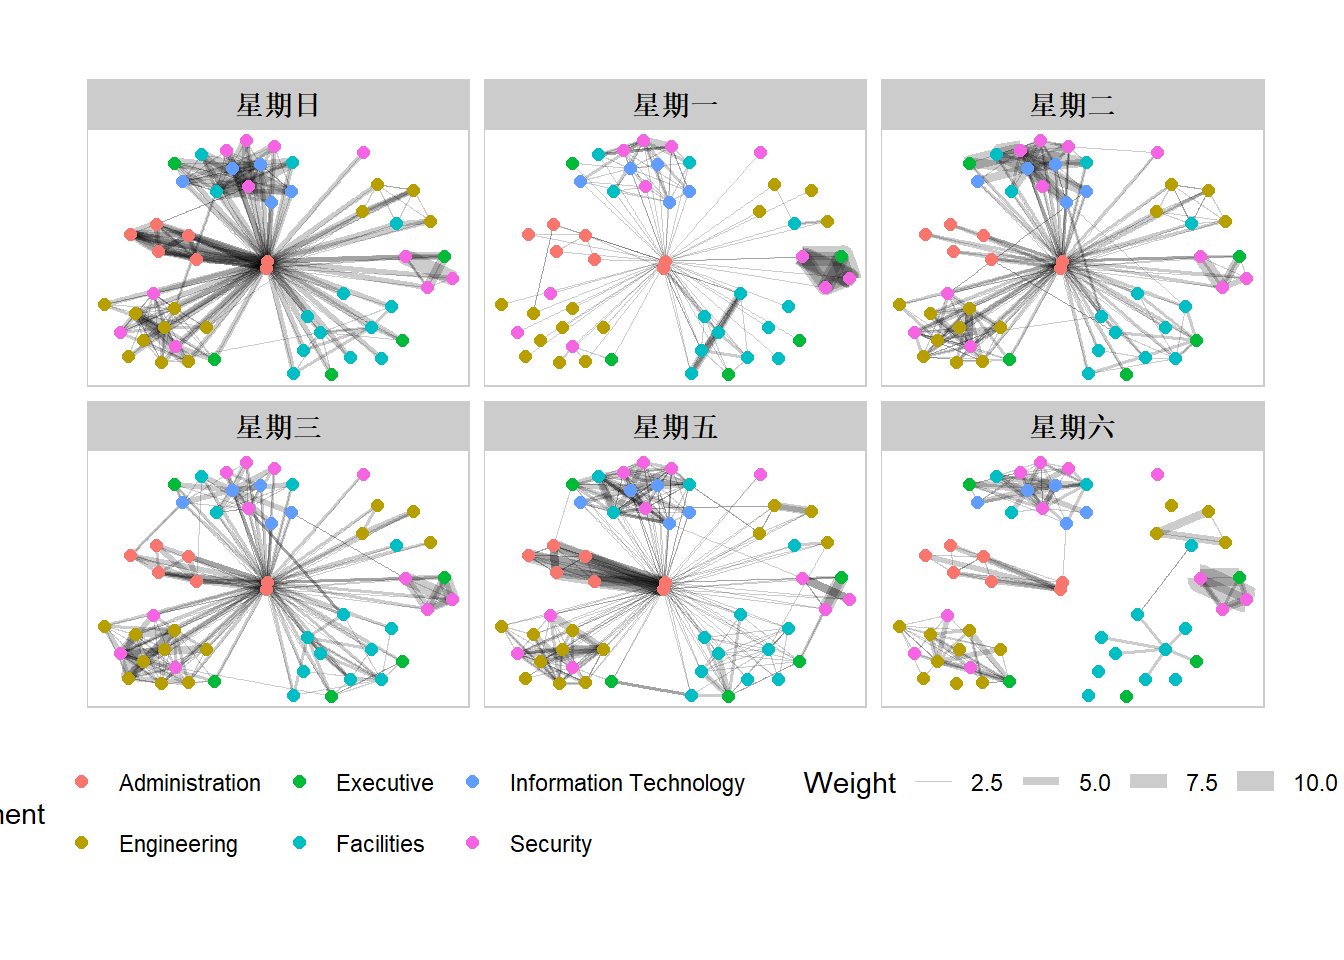 星期日 星期一 星期二
星期三 星期五 星期六
Administration Executive Information Technology Weight 2.5 5.0 7.5 10.0
nent
Engineering Facilities Security